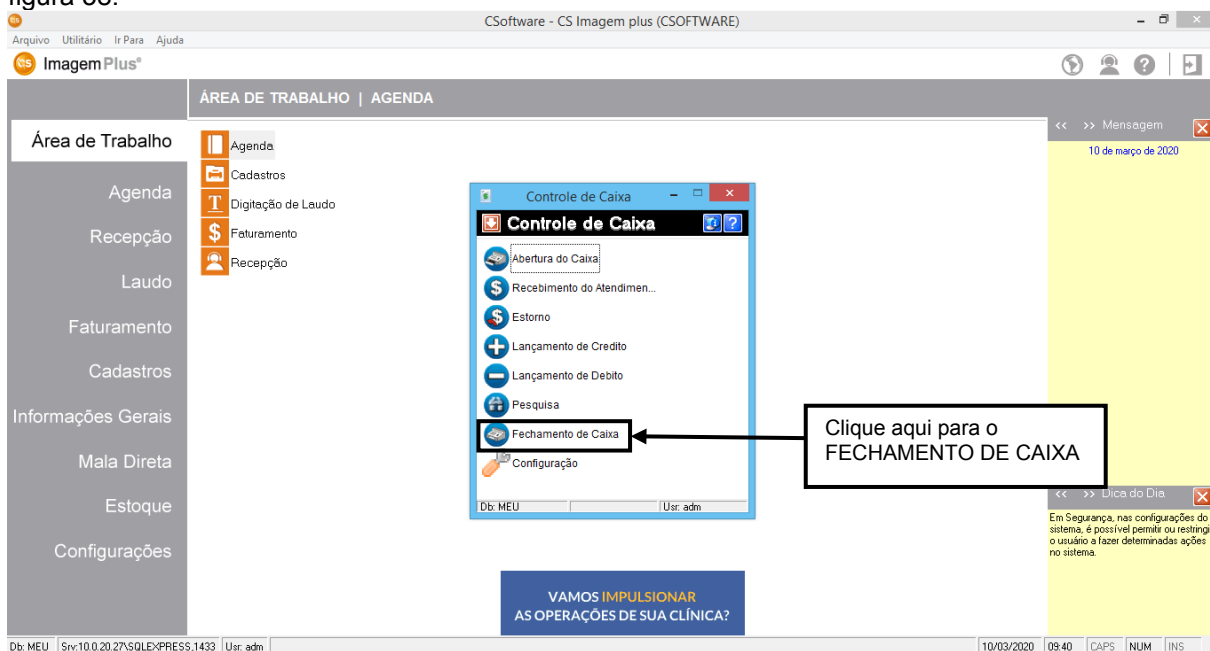 CSoftware - CS Imagem plus (CSOFTWARE)
Arquivo Utilitário Ir Para Ajuda
cs ImagemPlus®
ÁREA DE TRABALHO | AGENDA
Área de Trabalho
Agenda
Recepção
Laudo
Faturamento
Cadastros
Informações Gerais
Mala Direta
Estoque
Configurações
Agenda
Cadastros
Digitação de Laudo
Faturamento
Recepção
Controle de Caixa
Controle de Caixa
Abertura do Caixa
Recebimento do Atendimen...
Estorno
Lançamento de Credito
Lançamento de Debito
Pesquisa
Fechamento de Caixa
Configuração
Db: MEU Usr: adm
Clique aqui para o
FECHAMENTO DE CAIXA
<< >> Mensagem
10 de março de 2020
<< >> Dica do Dia
Em Segurança, nas configurações do
sistema, é possível permitir ou restringi
o usuário a fazer determinadas ações
no sistema.
VAMOS IMPULSIONAR
AS OPERAÇÕES DE SUA CLÍNICA?
Db: MEU Srv:10.0.20.27\SQLEXPRESS,1433 Usr: adm 10/03/2020 09:40 CAPS NUM INS